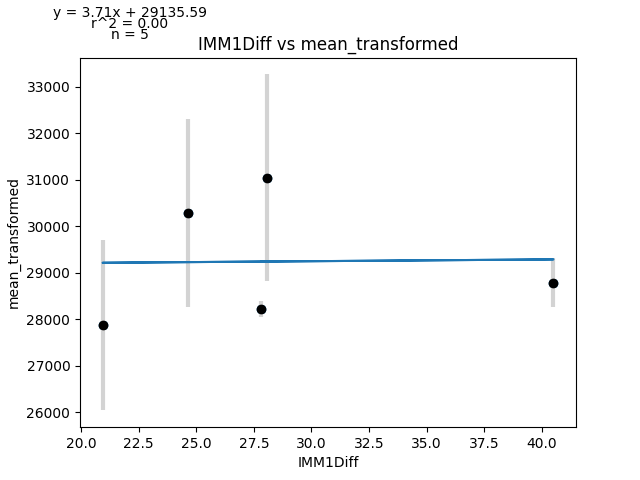 y = 3.71x + 29135.59
r^2 = 0.00
n = 5
IMM1Diff vs mean_transformed
33000
32000
31000
30000
29000
28000
27000
26000
mean_transformed
20.0 22.5 25.0 27.5 30.0 32.5 35.0 37.5 40.0
IMM1Diff